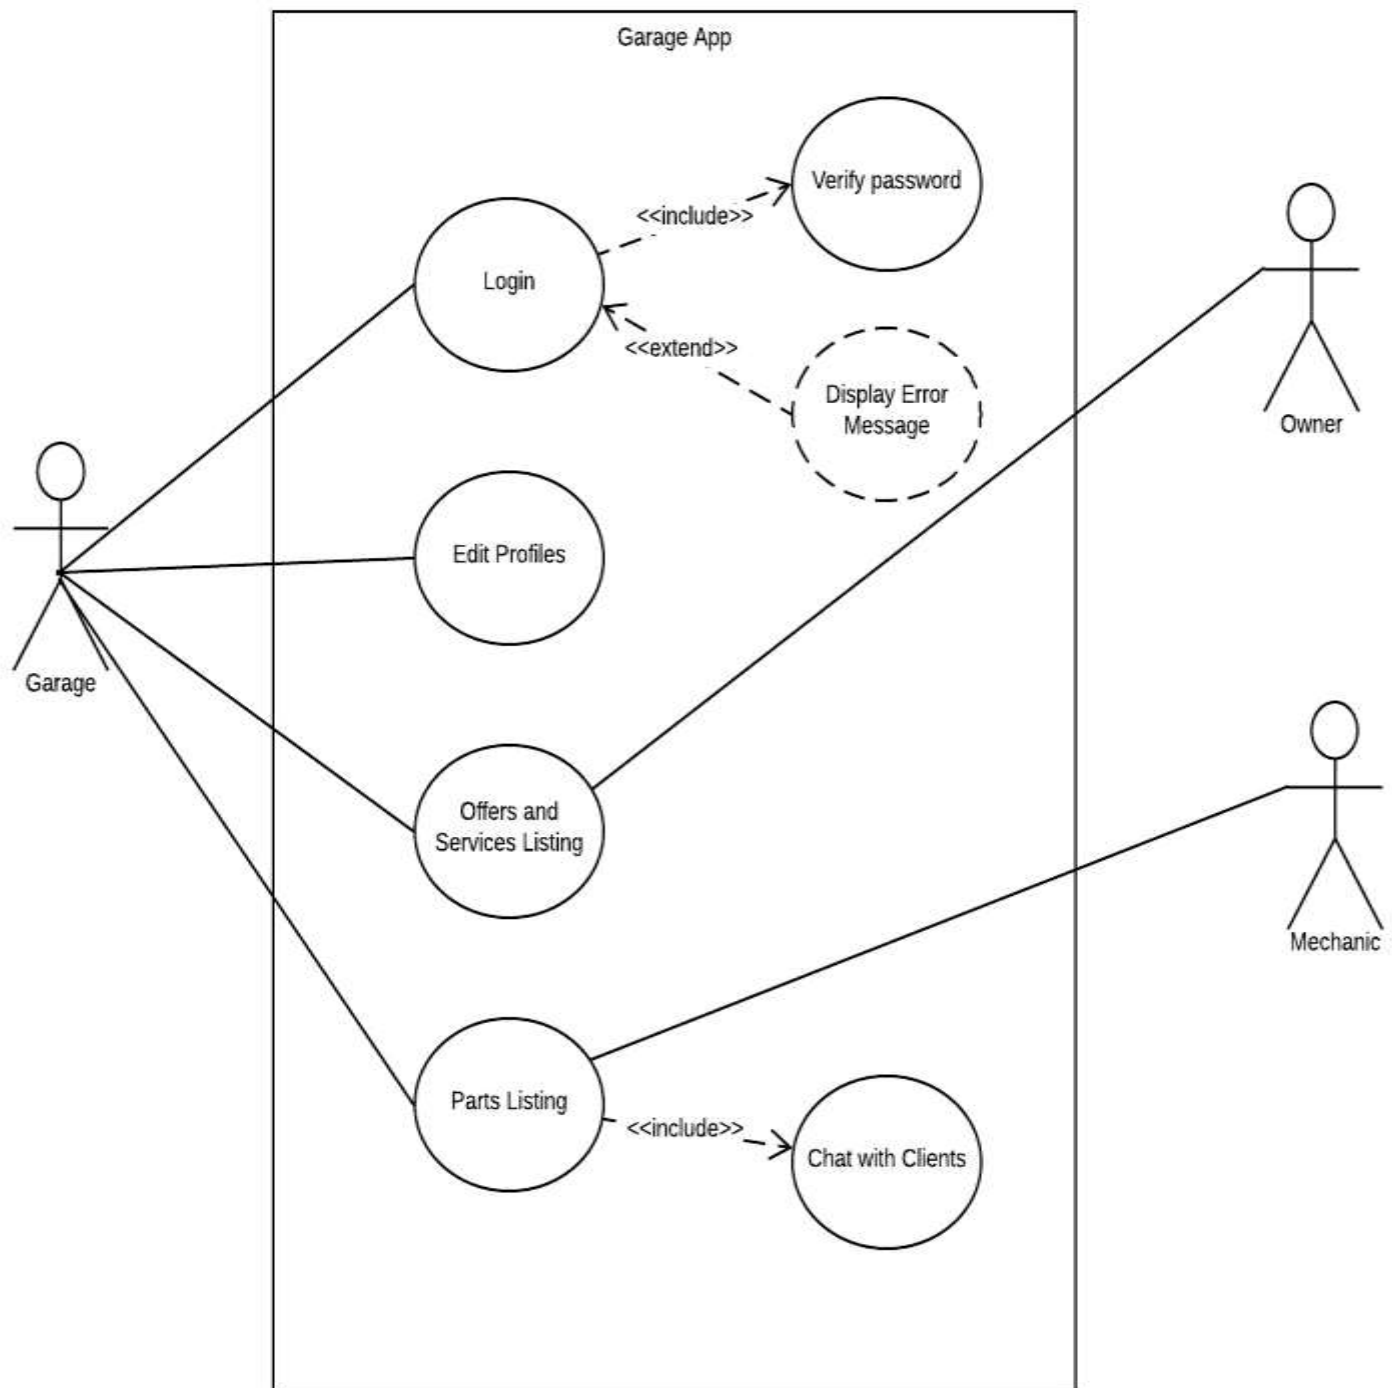 Garage App
Verify password
<<include>>
Login
<<extend>>
Display Error
Message
Owner
Edit Profiles
Garage
Offers and
Services Listing
Mechanic
Parts Listing
<<include>>
Chat with Clients